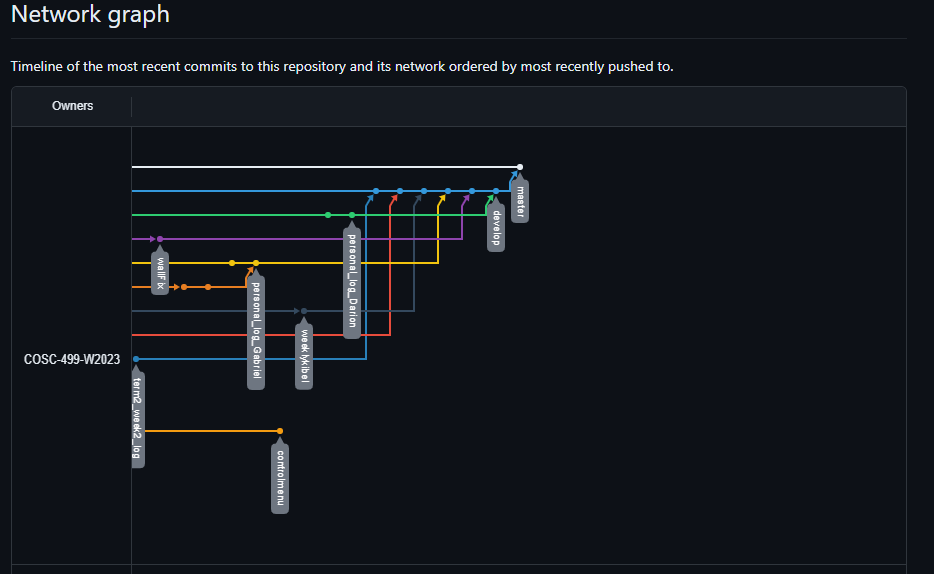 Network graph
Timeline of the most recent commits to this repository and its network ordered by most recently pushed to.
Owners
master
develop
personal_log_Darion
wallFix
personal_log_Gabriel
weeklykibel
COSC-499-W2023
term2_week2_log
controlmenu